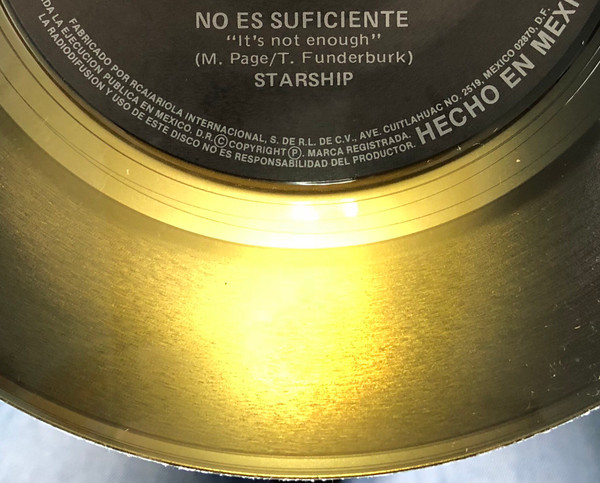 NO ES SUFICIENTE
“It's not enough”
(M. Page/T. Funderburk)
STARSHIP
FABRICADO POR RCA/ARIOLA INTERNACIONAL, S. DE R.L. DE C.V., AVE. CUITLAHUAC NO. 2519, MEXICO 02870, D.F.
LA EJECUCION PUBLICA EN MEXICO. D.R. © COPYRIGHT Ⓟ. MARCA REGISTRADA.
LA RADIODIFUSION Y USO DE ESTE DISCO NO ES RESPONSABILIDAD DEL PRODUCTOR.
HECHO EN MEXI